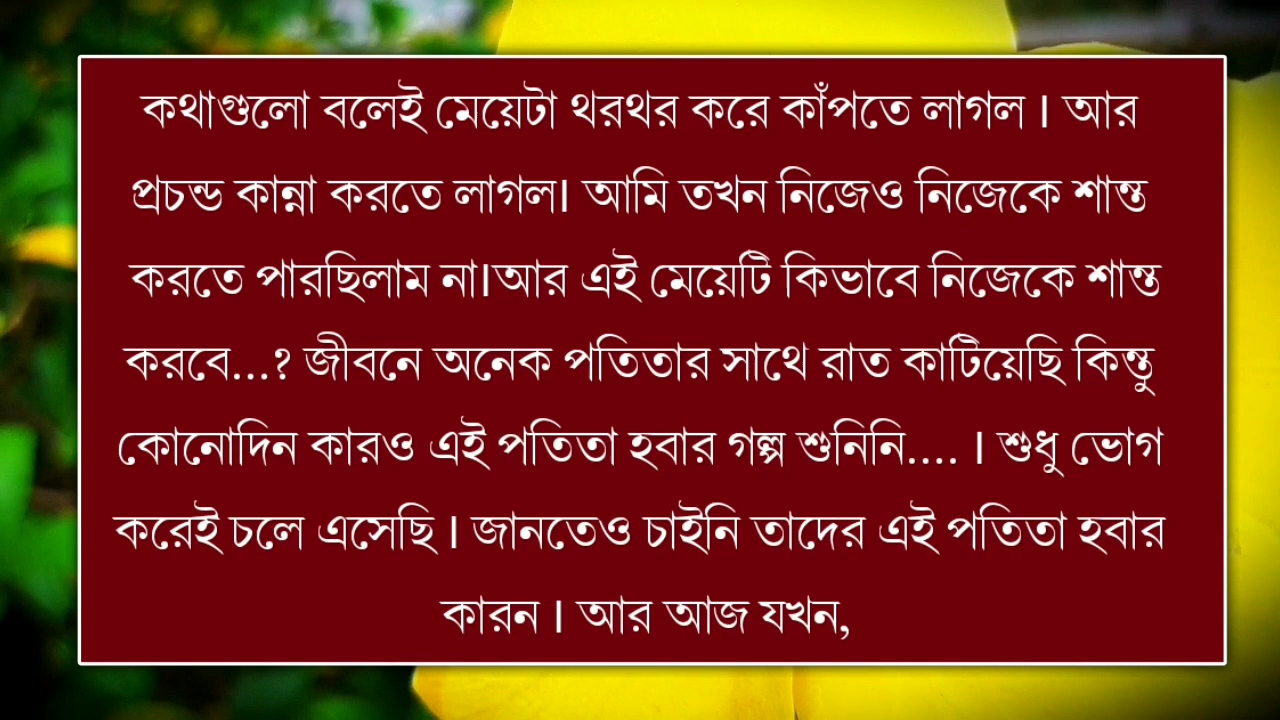 কথাগুলো বলেই মেয়েটা থরথর করে কাঁপতে লাগল । আর
প্রচন্ড কান্না করতে লাগল। আমি তখন নিজেও নিজেকে শান্ত
করতে পারছিলাম না।আর এই মেয়েটি কিভাবে নিজেকে শান্ত
করবে...? জীবনে অনেক পতিতার সাথে রাত কাটিয়েছি কিন্তু
কোনোদিন কারও এই পতিতা হবার গল্প শুনিনি.... । শুধু ভোগ
করেই চলে এসেছি । জানতেও চাইনি তাদের এই পতিতা হবার
কারন । আর আজ যখন,